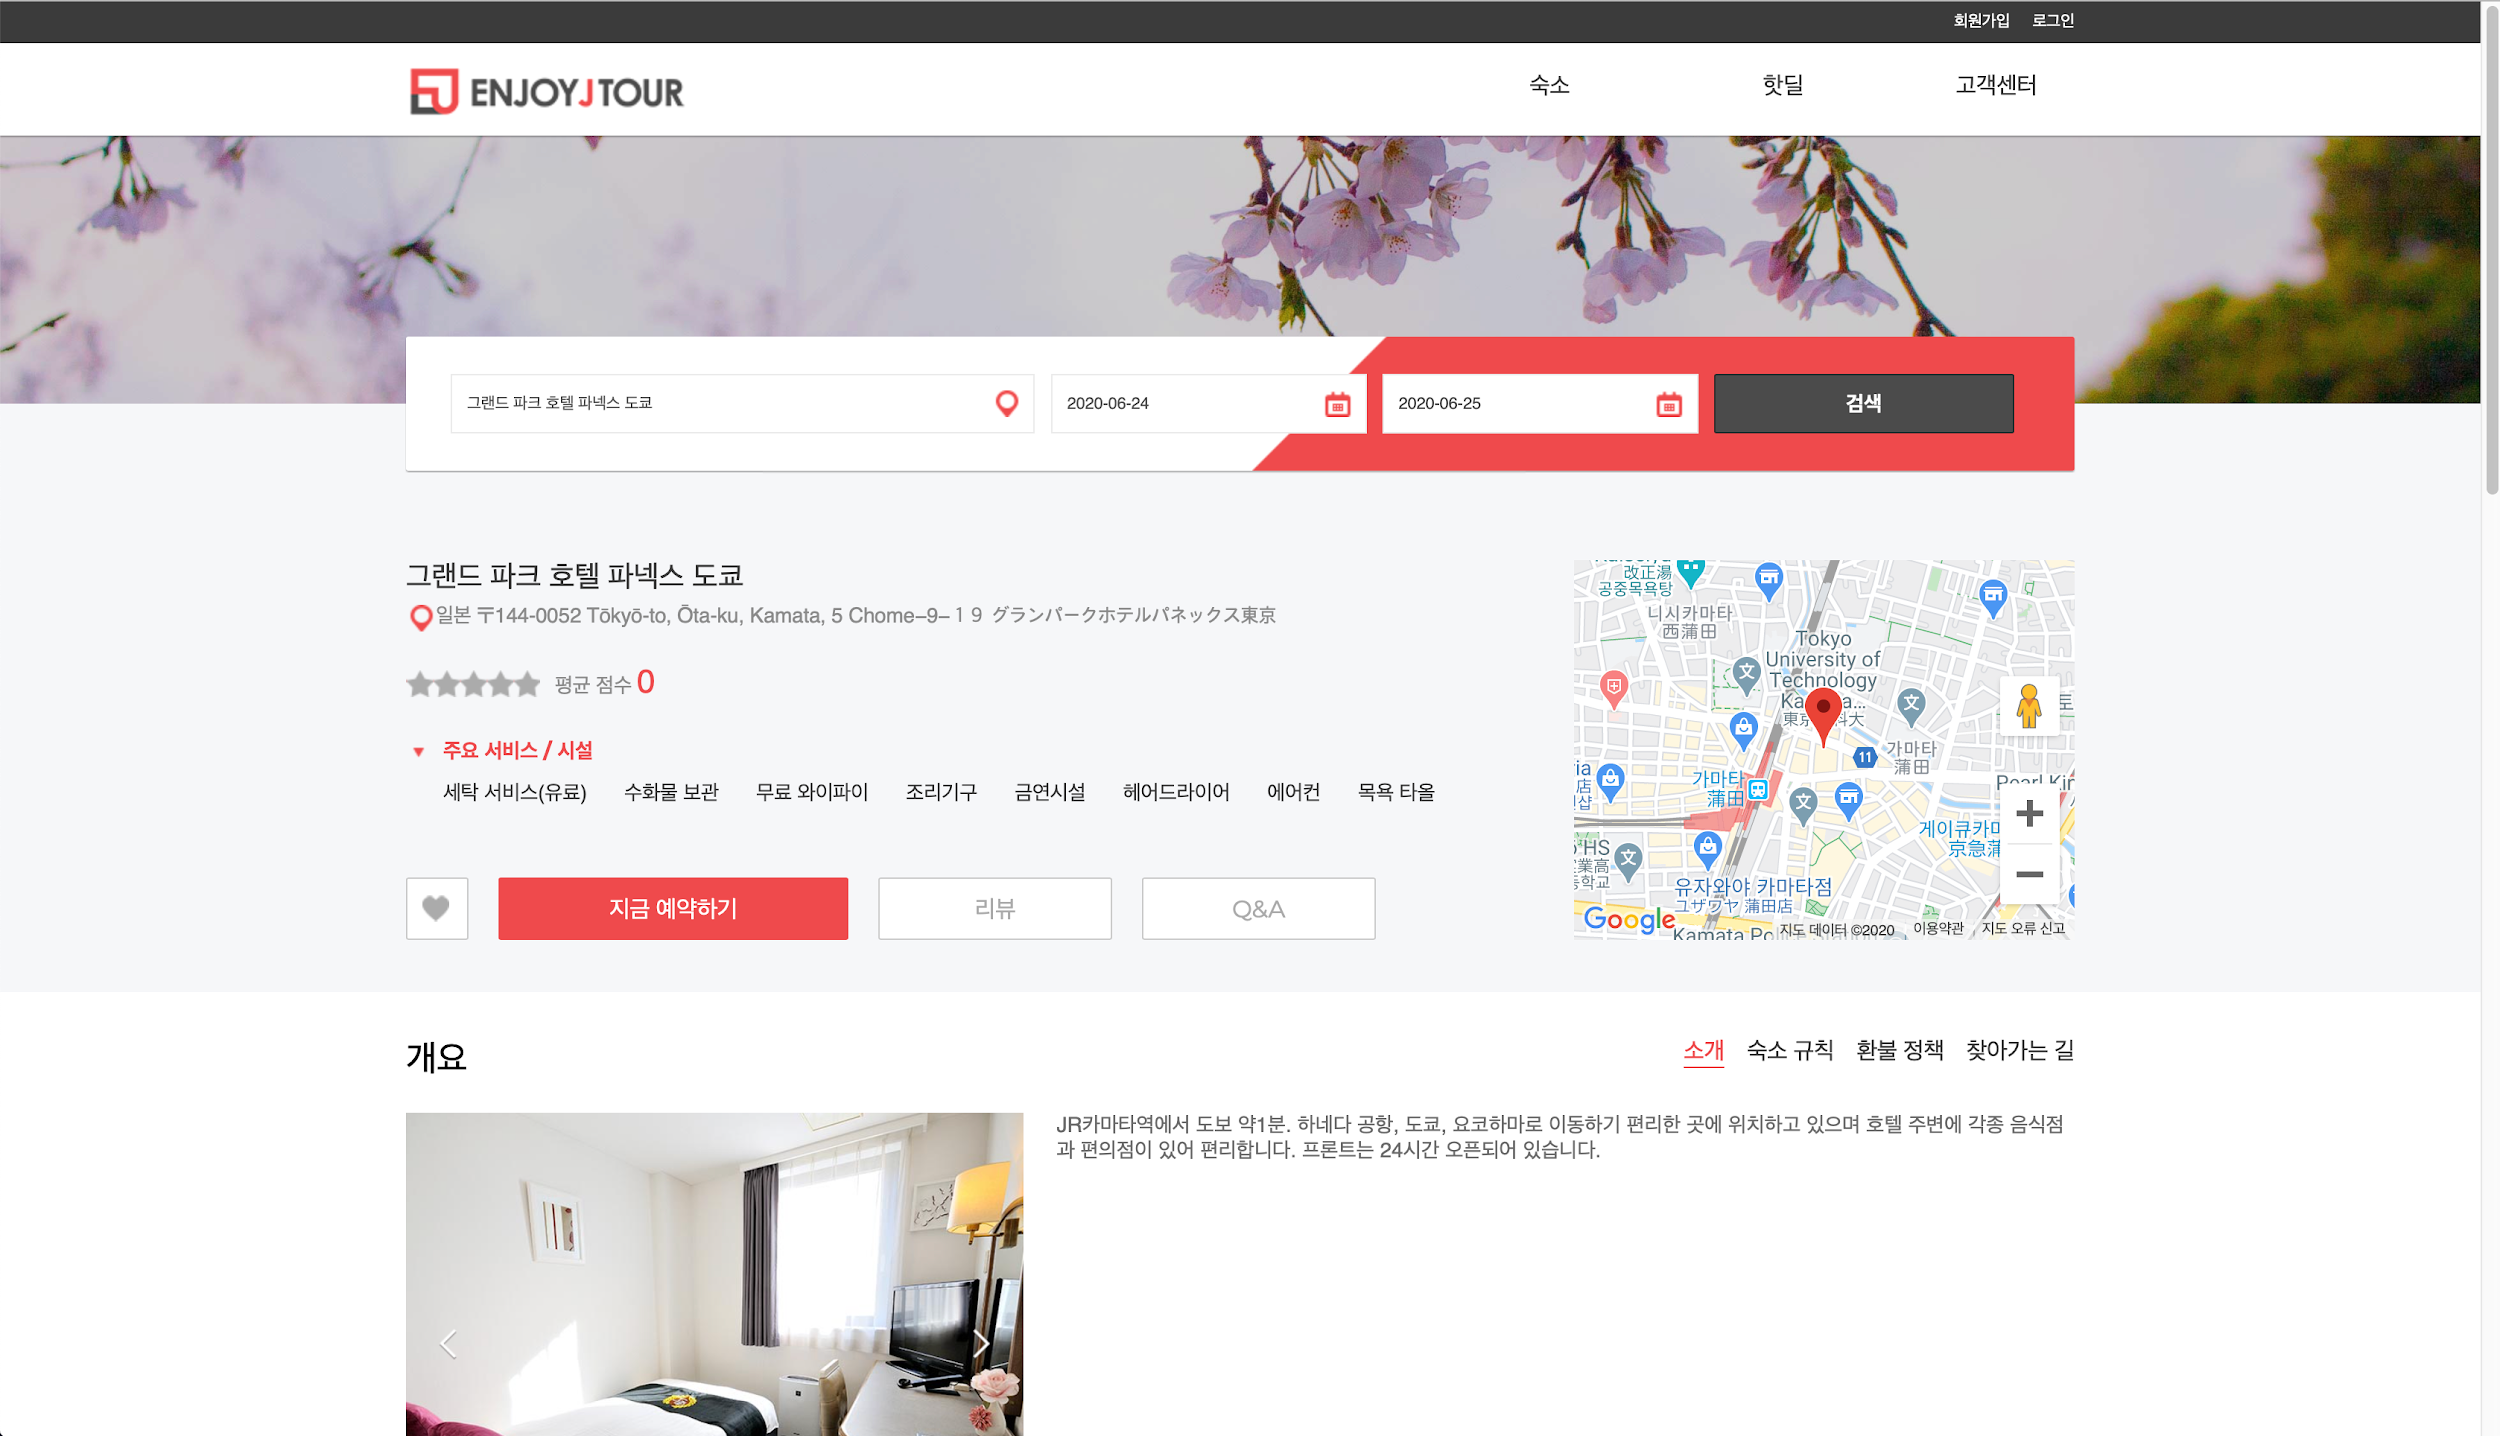 회원가입 로그인
ENJOYJTOUR
숙소 핫딜 고객센터
그랜드 파크 호텔 파넥스 도쿄 2020-06-24 2020-06-25 검색
그랜드 파크 호텔 파넥스 도쿄
일본 〒144-0052 Tōkyō-to, Ōta-ku, Kamata, 5 Chome−9−１９ グランパークホテルパネックス東京
평균 점수 0
주요 서비스 / 시설
세탁 서비스(유료) 수화물 보관 무료 와이파이 조리기구 금연시설 헤어드라이어 에어컨 목욕 타올
지금 예약하기 리뷰 Q&A
改正湯
공중목욕탕
니시카마타
西蒲田
Tokyo
University of
Technology
東京 科大
토
11
가마타
蒲田
Pearl Kin
가마타
蒲田
게이큐카마
京急蒲
HS
유자와야 카마타점
ユザワヤ 蒲田店
Google
Kamata Police Station
지도 데이터 ©2020 이용약관 지도 오류 신고
개요
소개 숙소 규칙 환불 정책 찾아가는 길
JR카마타역에서 도보 약1분. 하네다 공항, 도쿄, 요코하마로 이동하기 편리한 곳에 위치하고 있으며 호텔 주변에 각종 음식점
과 편의점이 있어 편리합니다. 프론트는 24시간 오픈되어 있습니다.